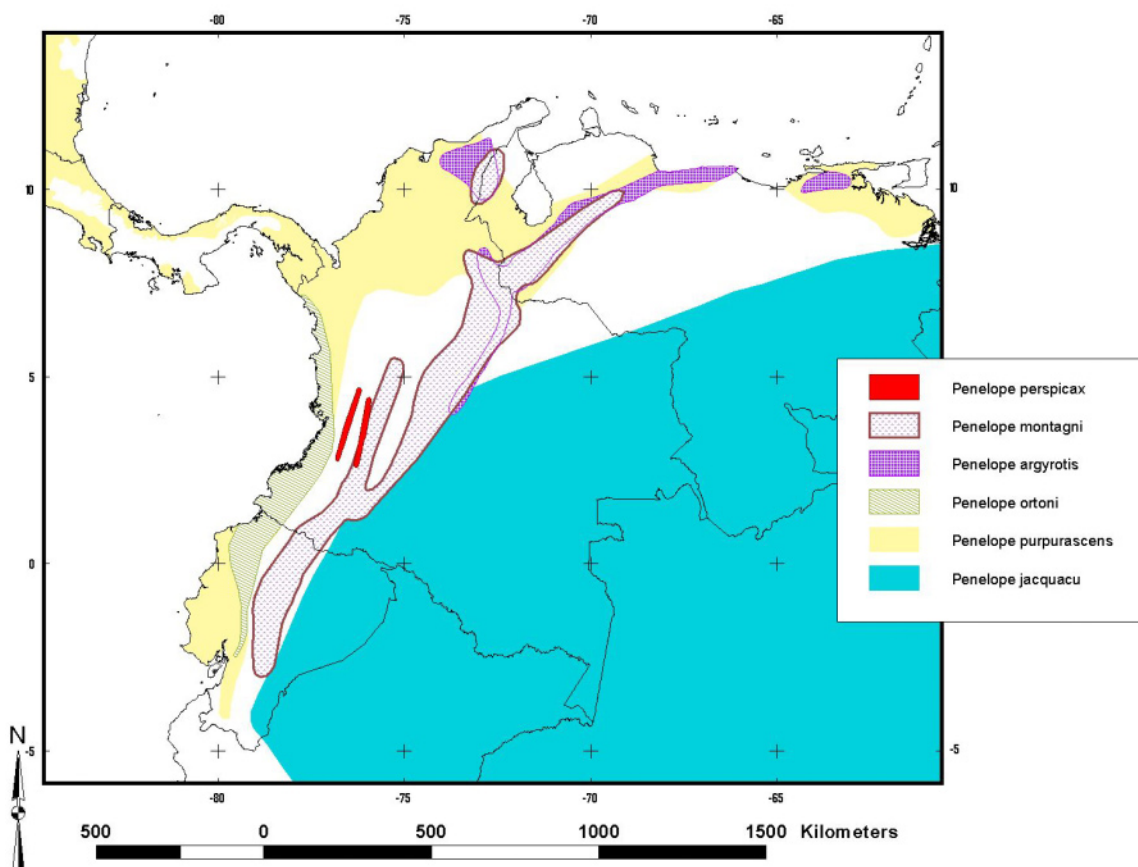 -80 -75 -70 -65
10 10
5
0
-5 -5
-80 -75 -70 -65
Penelope perspicax
Penelope montagni
Penelope argyrotis
Penelope ortoni
Penelope purpurascens
Penelope jacquacu
N
500 0 500 1000 1500 Kilometers